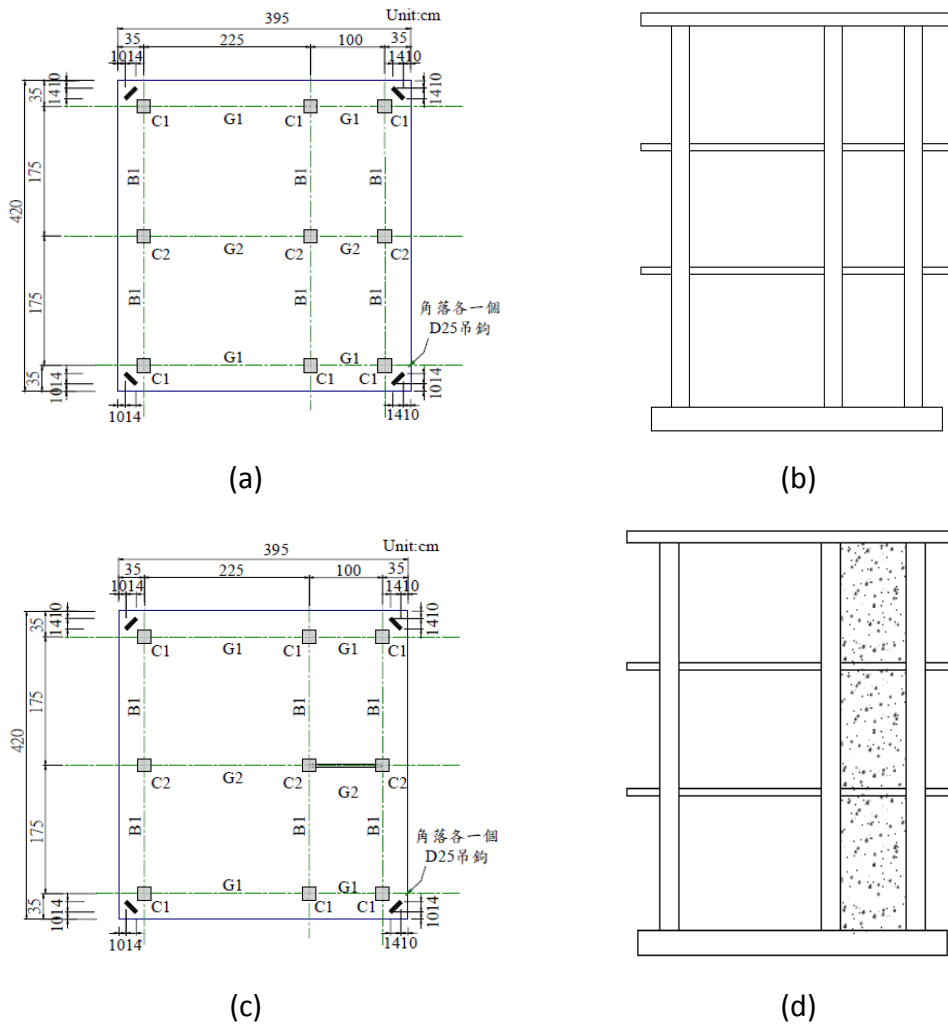 Unit:cm
395
35 225 100 35
1014 1410
1410
35
1410
C1 G1 C1 G1 C1
175
B1 B1 B1
420
C2 G2 C2 G2 C2
175
B1 B1 B1
角落各一個
D25吊鉤
G1 G1
35
1014
C1 C1 C1
1014
1014 1410
(a)
(b)
Unit:cm
395
35 225 100 35
1014 1410
1410
35
1410
C1 G1 C1 G1 C1
175
B1 B1 B1
420
C2 G2 C2 G2 C2
175
B1 B1 B1
角落各一個
D25吊鉤
G1 G1
35
1014
C1 C1 C1
1014
1014 1410
(c)
(d)